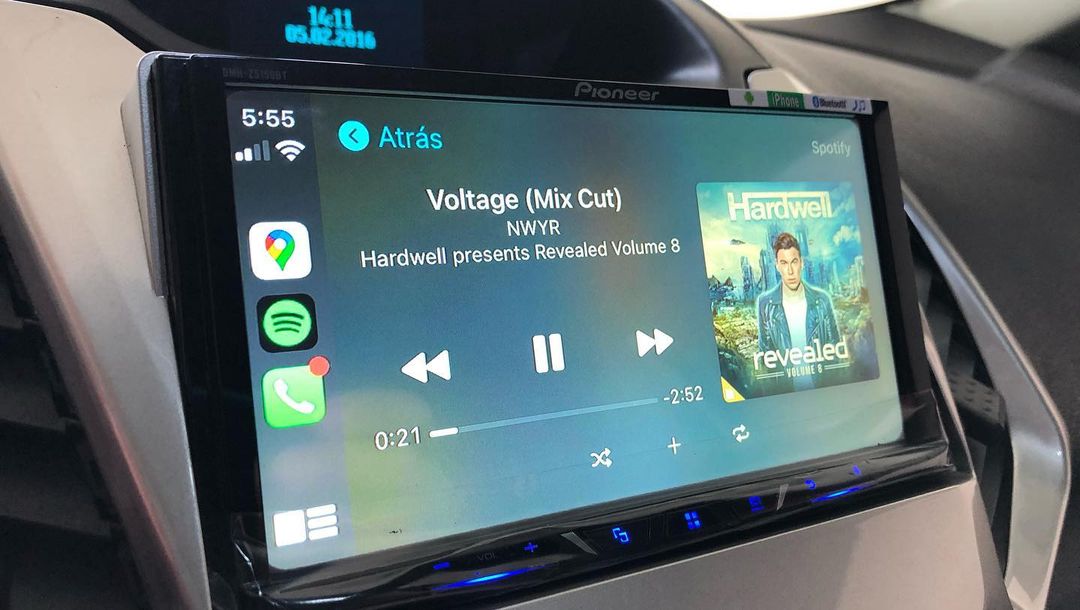 14:11
05.02.2016
DMH-Z5150BT
Pioneer
iPhone
Bluetooth
5:55
Atrás
Spotify
Voltage (Mix Cut)
NWYR
Hardwell presents Revealed Volume 8
Hardwell
revealed
VOLUME 8
0:21
-2:52
VOL